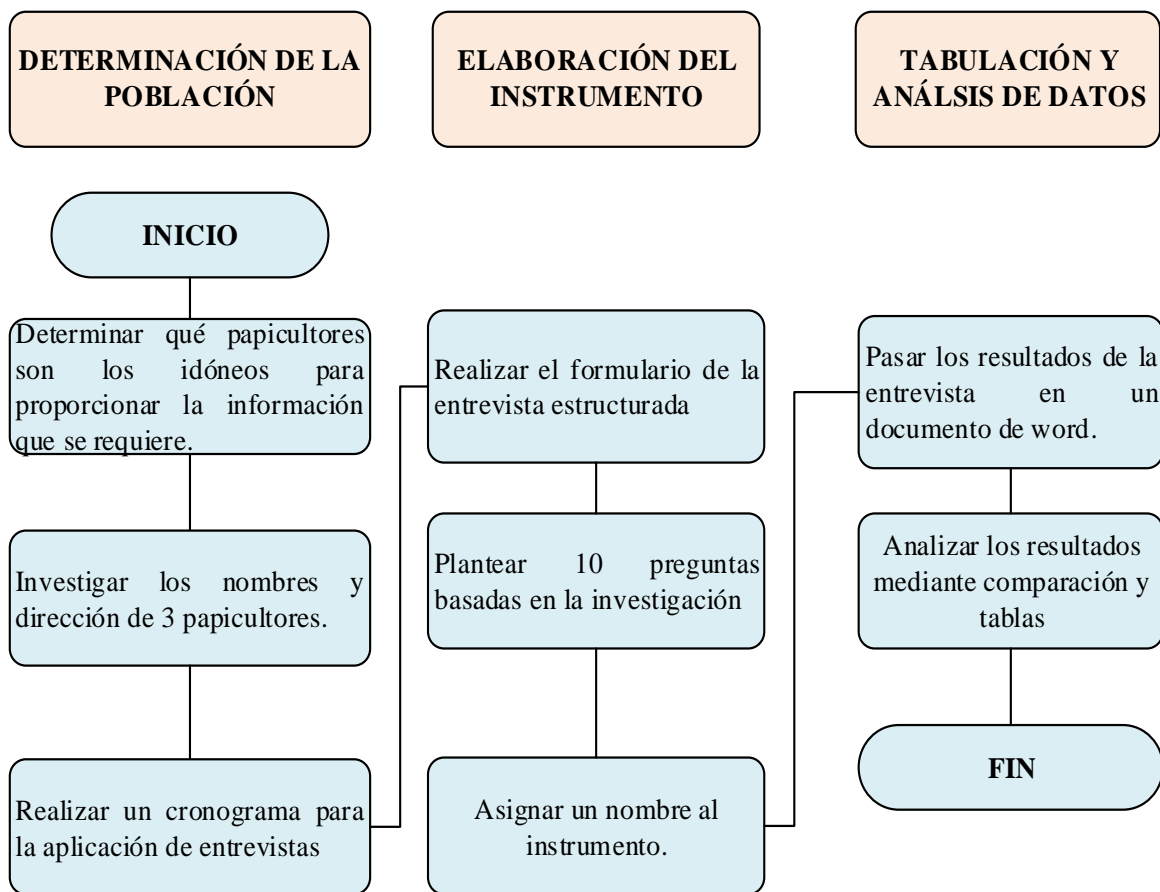 DETERMINACIÓN DE LA
POBLACIÓN
ELABORACIÓN DEL
INSTRUMENTO
TABULACIÓN Y
ANÁLSIS DE DATOS
INICIO
Determinar qué papicultores
son los idóneos para
proporcionar la información
que se requiere.
Investigar los nombres y
dirección de 3 papicultores.
Realizar un cronograma para
la aplicación de entrevistas
Realizar el formulario de la
entrevista estructurada
Plantear 10 preguntas
basadas en la investigación
Asignar un nombre al
instrumento.
Pasar los resultados de la
entrevista en un
documento de word.
Analizar los resultados
mediante comparación y
tablas
FIN